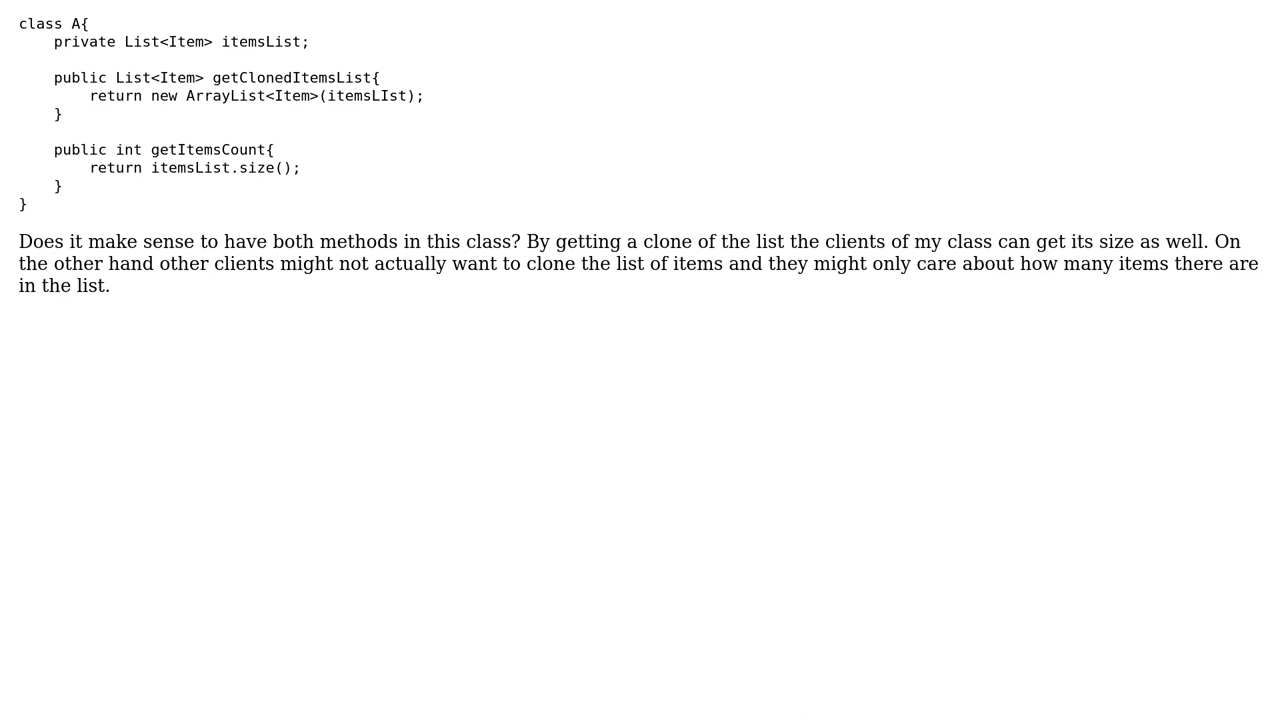 class A{
    private List<Item> itemsList;

    public List<Item> getClonedItemsList{
        return new ArrayList<Item>(itemsLIst);
    }

    public int getItemsCount{
        return itemsList.size();
    }
}
Does it make sense to have both methods in this class? By getting a clone of the list the clients of my class can get its size as well. On
the other hand other clients might not actually want to clone the list of items and they might only care about how many items there are
in the list.